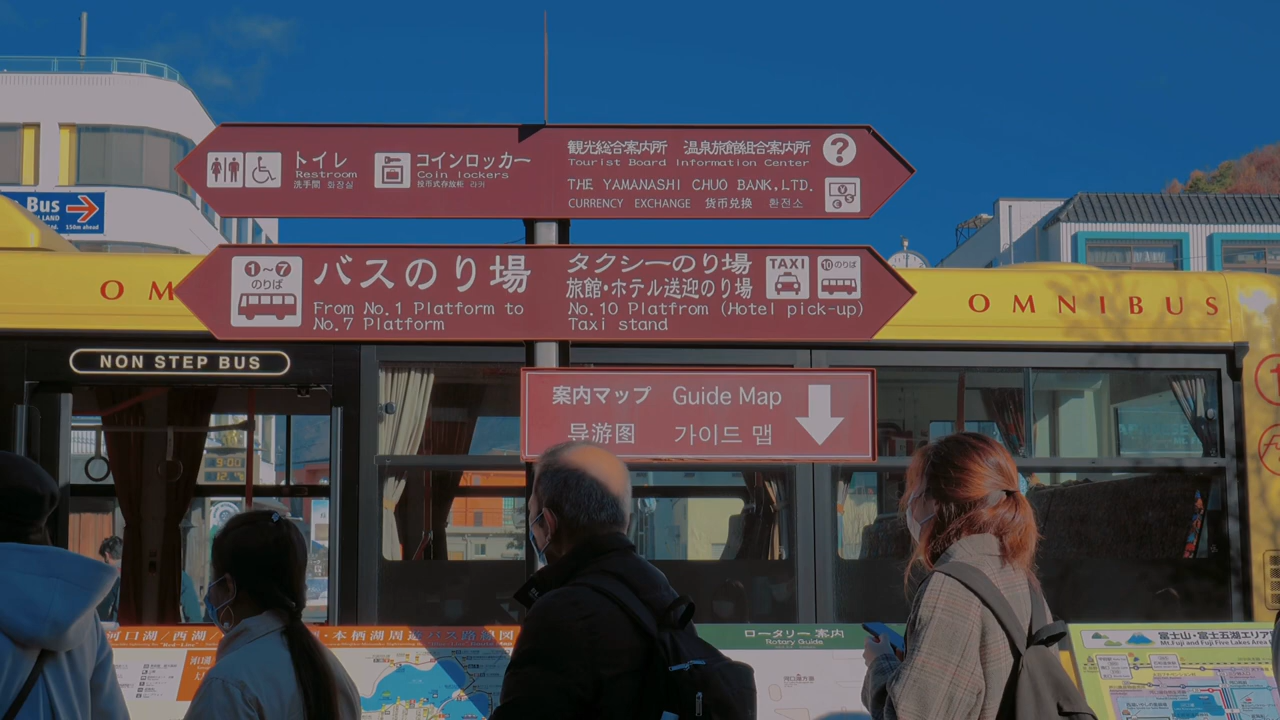 トイレ
Restroom
洗手間 화장실
コインロッカー
Coin lockers
投币式存放柜 라커
観光総合案内所 温泉旅館組合案内所
Tourist Board Information Center
?
THE YAMANASHI CHUO BANK.LTD.
CURRENCY EXCHANGE 货币兑换 환전소
Bus
150m ahead
①~⑦
のりば
バスのり場
From No.1 Platform to
No.7 Platform
タクシーのり場
旅館・ホテル送迎のり場
No.10 Platfrom (Hotel pick-up)
Taxi stand
TAXI
10のりば
OM
OMNIBUS
NON STEP BUS
案内マップ Guide Map
导游图 가이드 맵
9:00
河口湖/西湖/
・本栖湖周遊バス路線図
ロータリー案内
Rotary Guide
富士山・富士五湖エリア
Mt.Fuji and Fuji Five Lakes Area